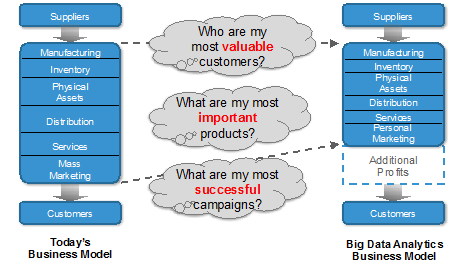 Suppliers
Manufacturing
Inventory
Physical
Assets
Distribution
Services
Mass
Marketing
Customers
Today's
Business Model
Who are my
most valuable
customers?
What are my most
important
products?
What are my most
successful
campaigns?
Suppliers
Manufacturing
Inventory
Physical
Assets
Distribution
Services
Personal
Marketing
Additional
Profits
Customers
Big Data Analytics
Business Model